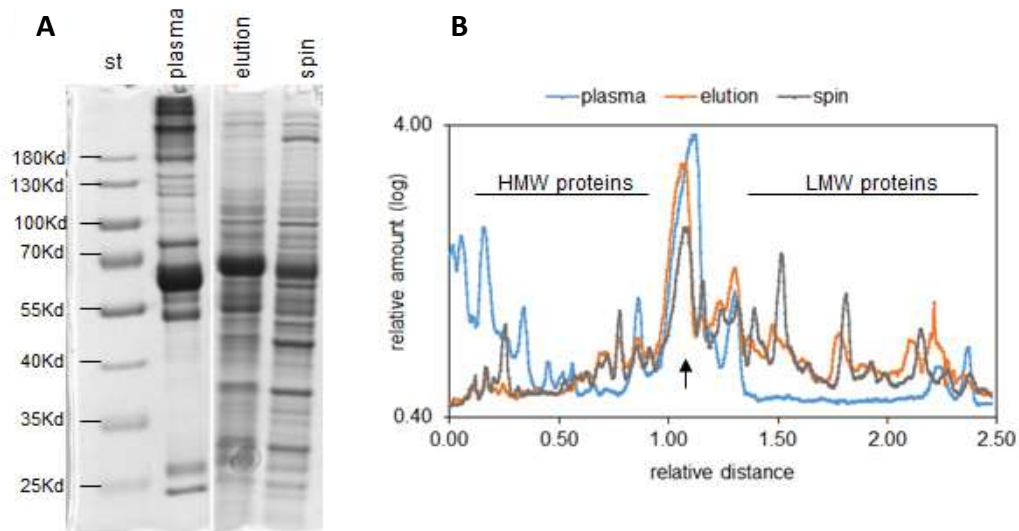 A
st
plasma
elution
spin
180Kd
130Kd
100Kd
70Kd
55Kd
40Kd
35Kd
25Kd
B
plasma elution spin
4.00
HMW proteins LMW proteins
relative amount (log)
0.40
0.00 0.50 1.00 1.50 2.00 2.50
relative distance